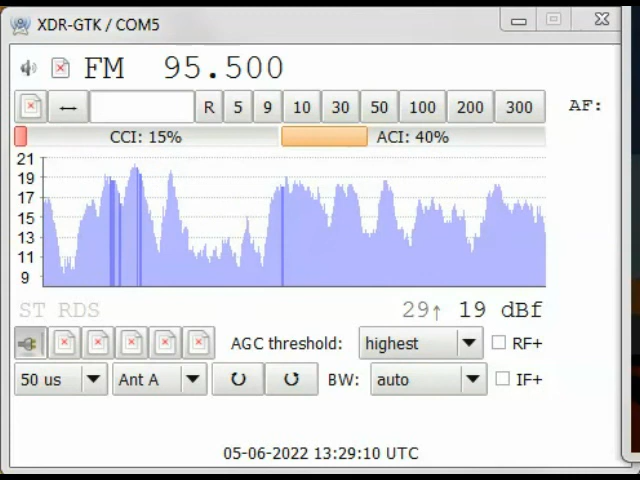 XDR-GTK / COM5
FM 95.500
R 5 9 10 30 50 100 200 300 AF:
CCI: 15% ACI: 40%
21
19
17
15
13
11
9
ST RDS 29↑ 19 dBf
AGC threshold: highest RF+
50 us Ant A BW: auto IF+
05-06-2022 13:29:10 UTC